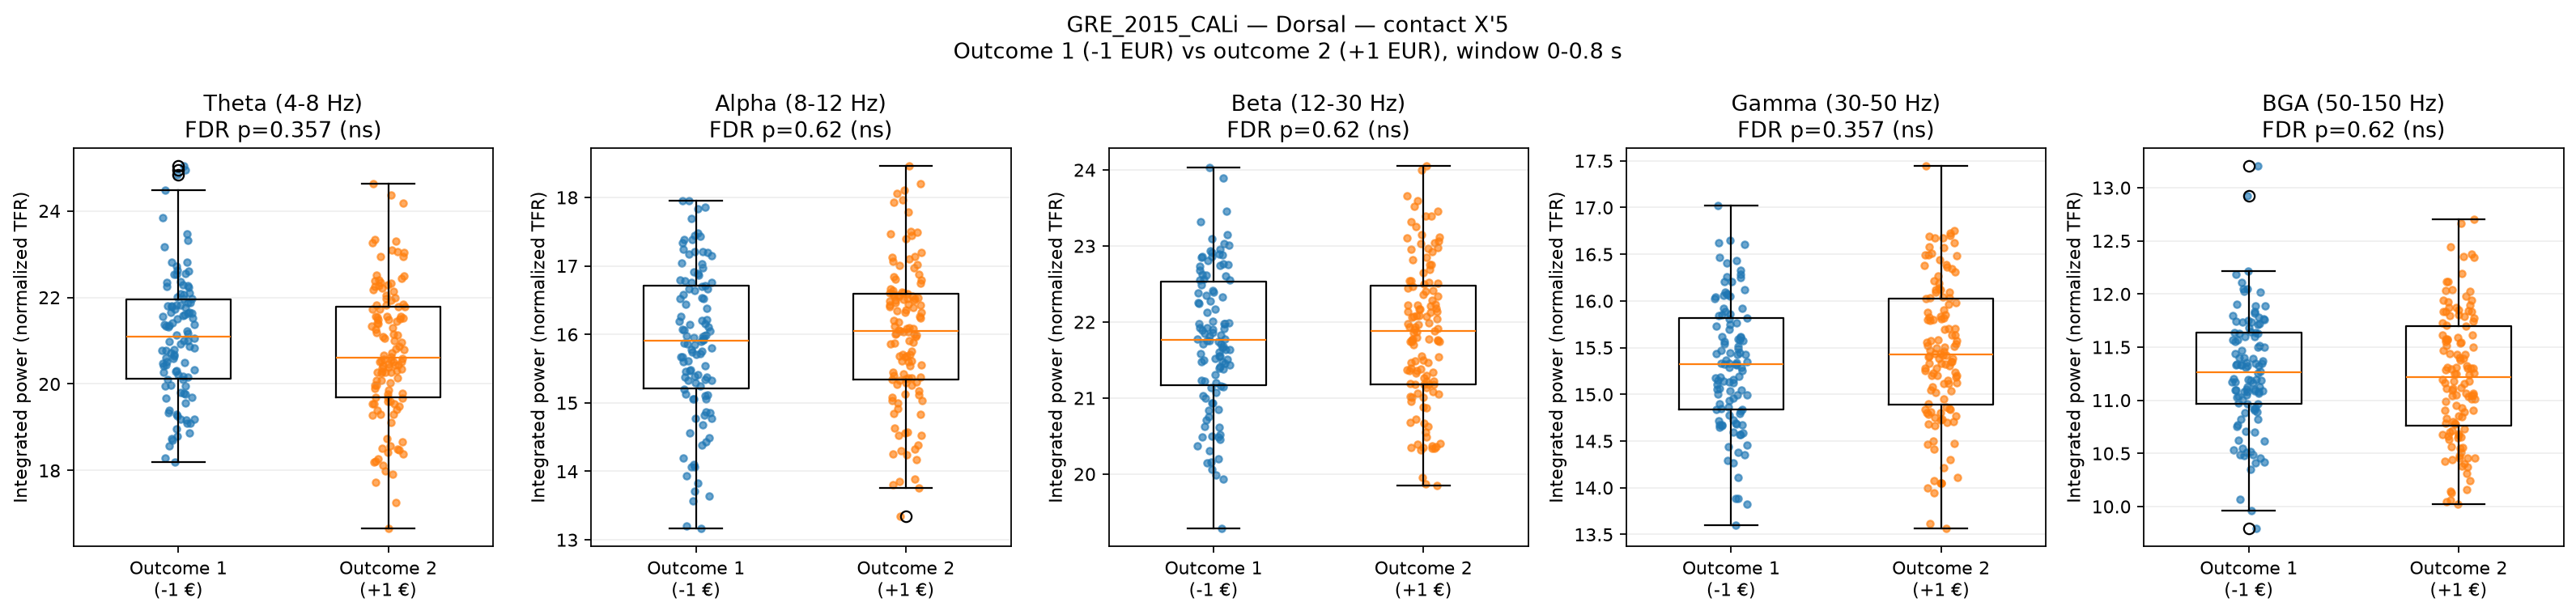 GRE_2015_CALi — Dorsal — contact X'5
Outcome 1 (-1 EUR) vs outcome 2 (+1 EUR), window 0-0.8 s
Theta (4-8 Hz)
FDR p=0.357 (ns)
Integrated power (normalized TFR)
24
22
20
18
Outcome 1
(-1 €)
Outcome 2
(+1 €)
Alpha (8-12 Hz)
FDR p=0.62 (ns)
Integrated power (normalized TFR)
18
17
16
15
14
13
Outcome 1
(-1 €)
Outcome 2
(+1 €)
Beta (12-30 Hz)
FDR p=0.62 (ns)
Integrated power (normalized TFR)
24
23
22
21
20
Outcome 1
(-1 €)
Outcome 2
(+1 €)
Gamma (30-50 Hz)
FDR p=0.357 (ns)
Integrated power (normalized TFR)
17.5
17.0
16.5
16.0
15.5
15.0
14.5
14.0
13.5
Outcome 1
(-1 €)
Outcome 2
(+1 €)
BGA (50-150 Hz)
FDR p=0.62 (ns)
Integrated power (normalized TFR)
13.0
12.5
12.0
11.5
11.0
10.5
10.0
Outcome 1
(-1 €)
Outcome 2
(+1 €)